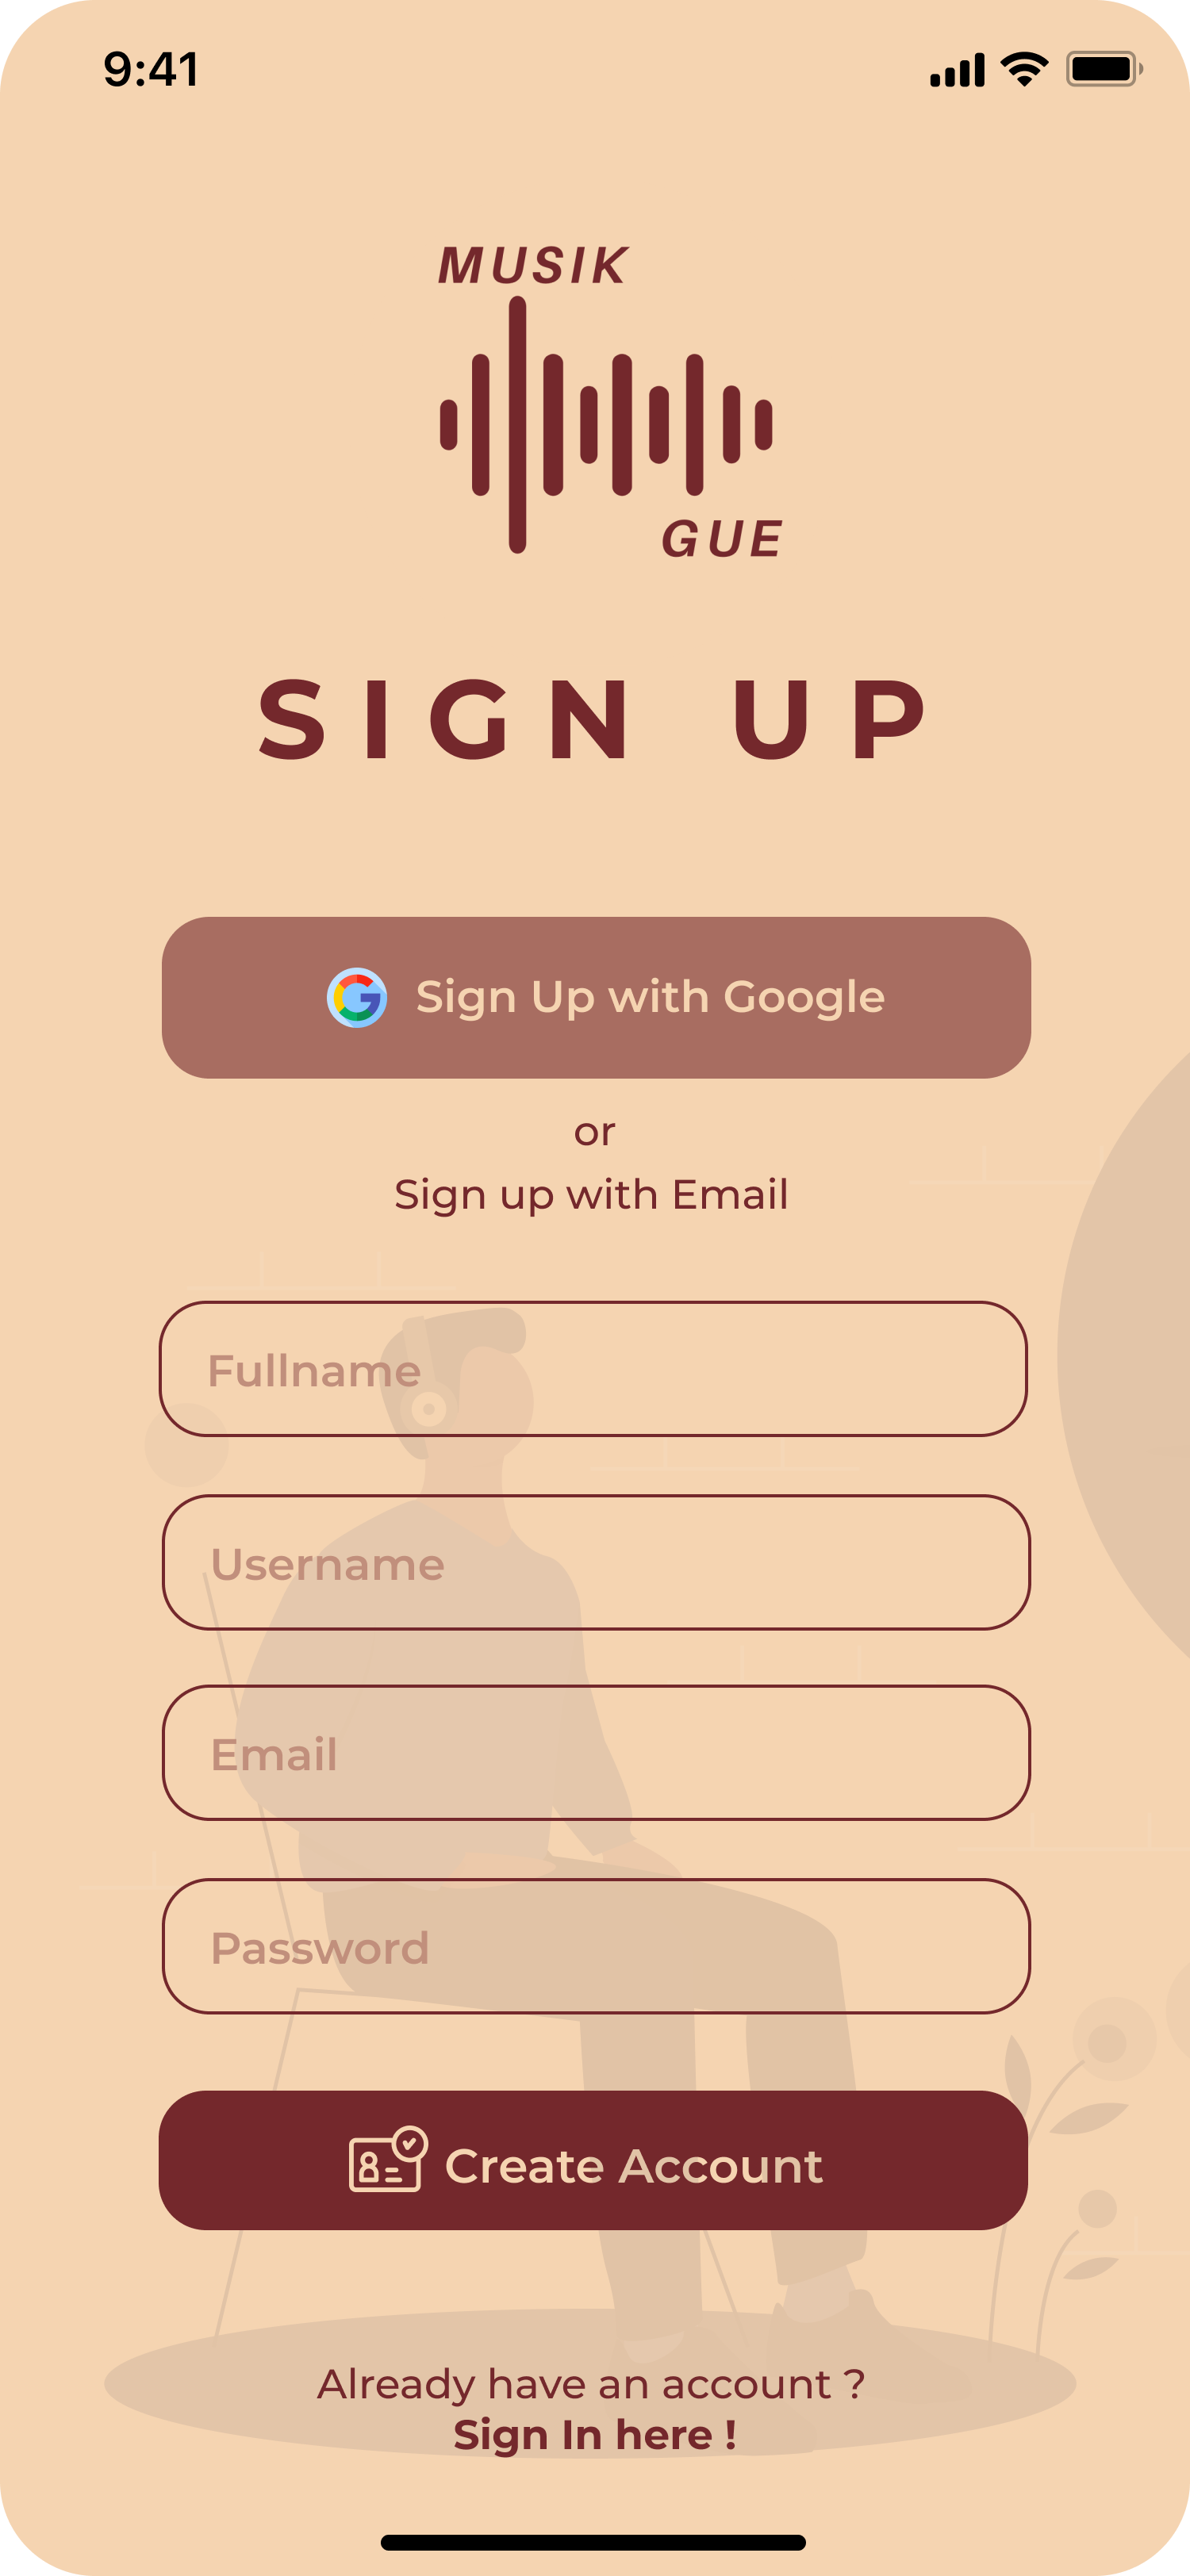 9:41
MUSIK
GUE
SIGN UP
Sign Up with Google
or
Sign up with Email
Fullname
Username
Email
Password
Create Account
Already have an account ?
Sign In here !